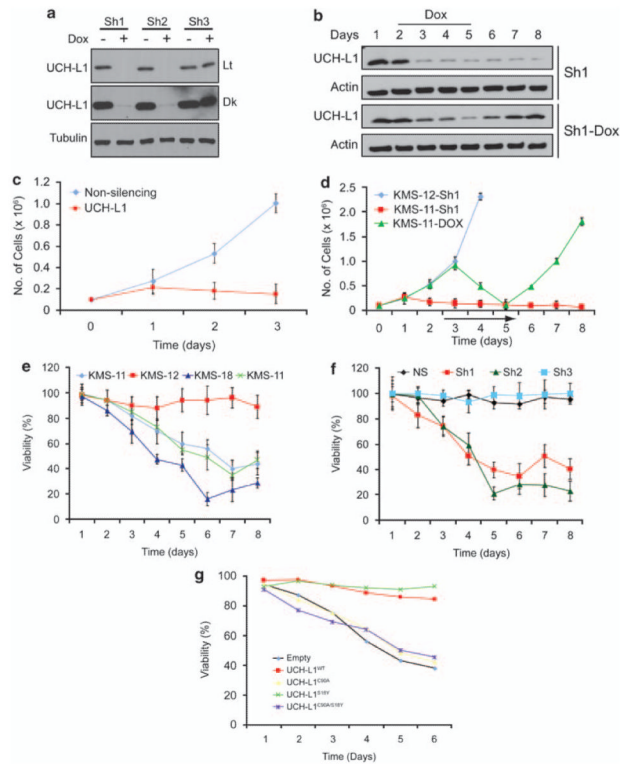 a
Sh1 Sh2 Sh3
Dox - + - + - +
UCH-L1 Lt
UCH-L1 Dk
Tubulin
b
Dox
Days 1 2 3 4 5 6 7 8
UCH-L1
Actin
Sh1
UCH-L1
Actin
Sh1-Dox
c
Non-silencing
UCH-L1
No. of Cells (x 10⁶)
1.2
1.0
0.8
0.6
0.4
0.2
0
0 1 2 3
Time (days)
d
KMS-12-Sh1
KMS-11-Sh1
KMS-11-DOX
No. of Cells (x 10⁶)
2.5
2.0
1.5
1.0
0.5
0
0 1 2 3 4 5 6 7 8
Time (days)
e
KMS-11 KMS-12 KMS-18 KMS-11
Viability (%)
120
100
80
60
40
20
0
1 2 3 4 5 6 7 8
Time (days)
f
NS Sh1 Sh2 Sh3
Viability (%)
120
100
80
60
40
20
0
1 2 3 4 5 6 7 8
Time (days)
g
Viability (%)
100
80
60
40
20
0
Empty
UCH-L1ᵂᵀ
UCH-L1
UCH-L1
UCH-L1
1 2 3 4 5 6
Time (Days)